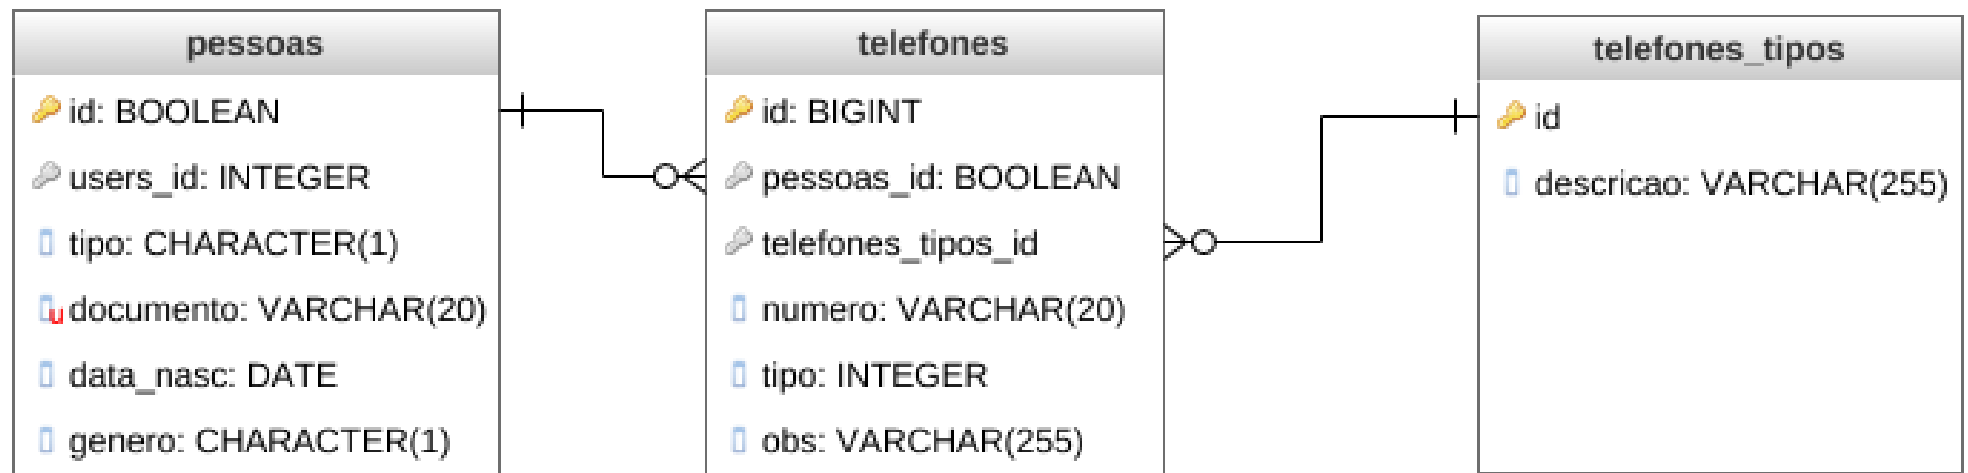 pessoas
id: BOOLEAN
users_id: INTEGER
tipo: CHARACTER(1)
documento: VARCHAR(20)
data_nasc: DATE
genero: CHARACTER(1)
telefones
id: BIGINT
pessoas_id: BOOLEAN
telefones_tipos_id
numero: VARCHAR(20)
tipo: INTEGER
obs: VARCHAR(255)
telefones_tipos
id
descricao: VARCHAR(255)